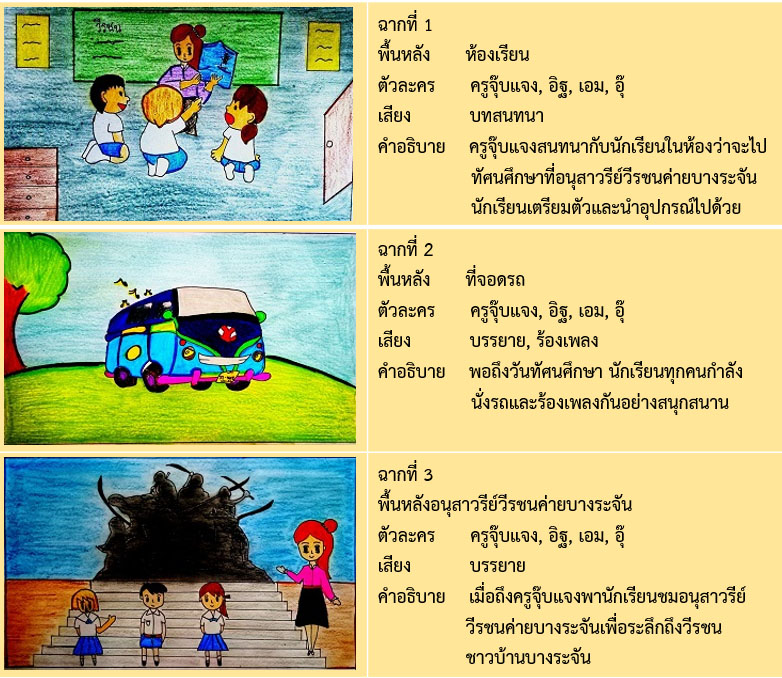 วีรชน
ฉากที่ 1
พื้นหลัง ห้องเรียน
ตัวละคร ครูจุ๊บแจง, อิฐ, เอม, อุ๊
เสียง บทสนทนา
คำอธิบาย ครูจุ๊บแจงสนทนากับนักเรียนในห้องว่าจะไป
ทัศนศึกษาที่อนุสาวรีย์วีรชนค่ายบางระจัน
นักเรียนเตรียมตัวและนำอุปกรณ์ไปด้วย
ฉากที่ 2
พื้นหลัง ที่จอดรถ
ตัวละคร ครูจุ๊บแจง, อิฐ, เอม, อุ๊
เสียง บรรยาย, ร้องเพลง
คำอธิบาย พอถึงวันทัศนศึกษา นักเรียนทุกคนกำลัง
นั่งรถและร้องเพลงกันอย่างสนุกสนาน
ฉากที่ 3
พื้นหลังอนุสาวรีย์วีรชนค่ายบางระจัน
ตัวละคร ครูจุ๊บแจง, อิฐ, เอม, อุ๊
เสียง บรรยาย
คำอธิบาย เมื่อถึงครูจุ๊บแจงพานักเรียนชมอนุสาวรีย์
วีรชนค่ายบางระจันเพื่อระลึกถึงวีรชน
ชาวบ้านบางระจัน